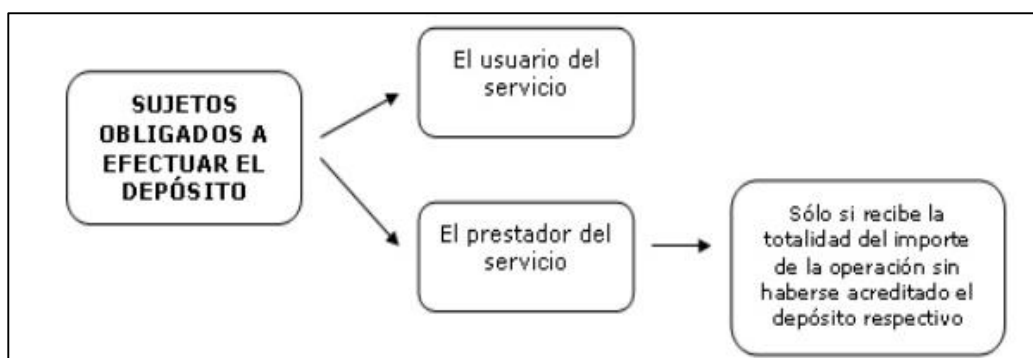 SUJETOS
OBLIGADOS A
EFECTUAR EL
DEPÓSITO
El usuario del
servicio
El prestador del
servicio
Sólo si recibe la
totalidad del importe
de la operación sin
haberse acreditado el
depósito respectivo